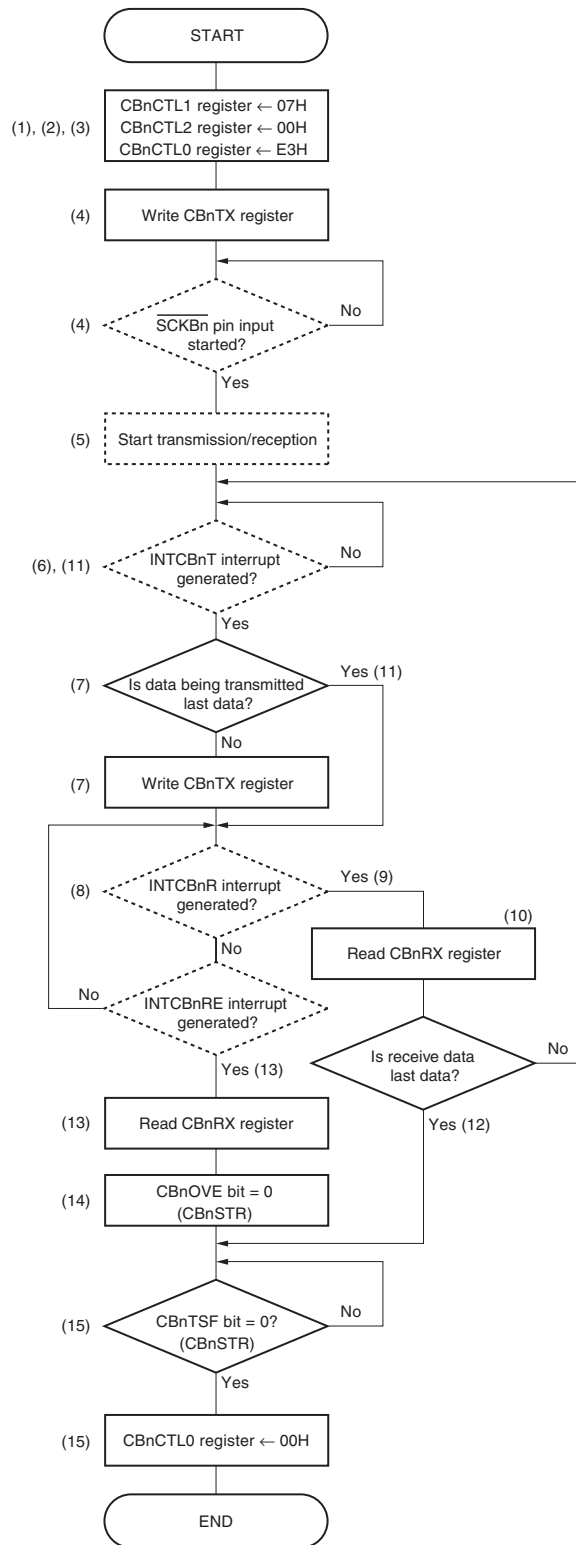 START
(1), (2), (3)
CBnCTL1 register ← 07H
CBnCTL2 register ← 00H
CBnCTL0 register ← E3H
(4)
Write CBnTX register
(4)
SCKBn pin input
started?
No
Yes
(5)
Start transmission/reception
(6), (11)
INTCBnT interrupt
generated?
No
Yes
(7)
Is data being transmitted
last data?
Yes (11)
No
(7)
Write CBnTX register
(8)
INTCBnR interrupt
generated?
Yes (9)
(10)
Read CBnRX register
No
No
INTCBnRE interrupt
generated?
Is receive data
last data?
No
Yes (13)
Yes (12)
(13)
Read CBnRX register
(14)
CBnOVE bit = 0
(CBnSTR)
(15)
CBnTSF bit = 0?
(CBnSTR)
No
Yes
(15)
CBnCTL0 register ← 00H
END